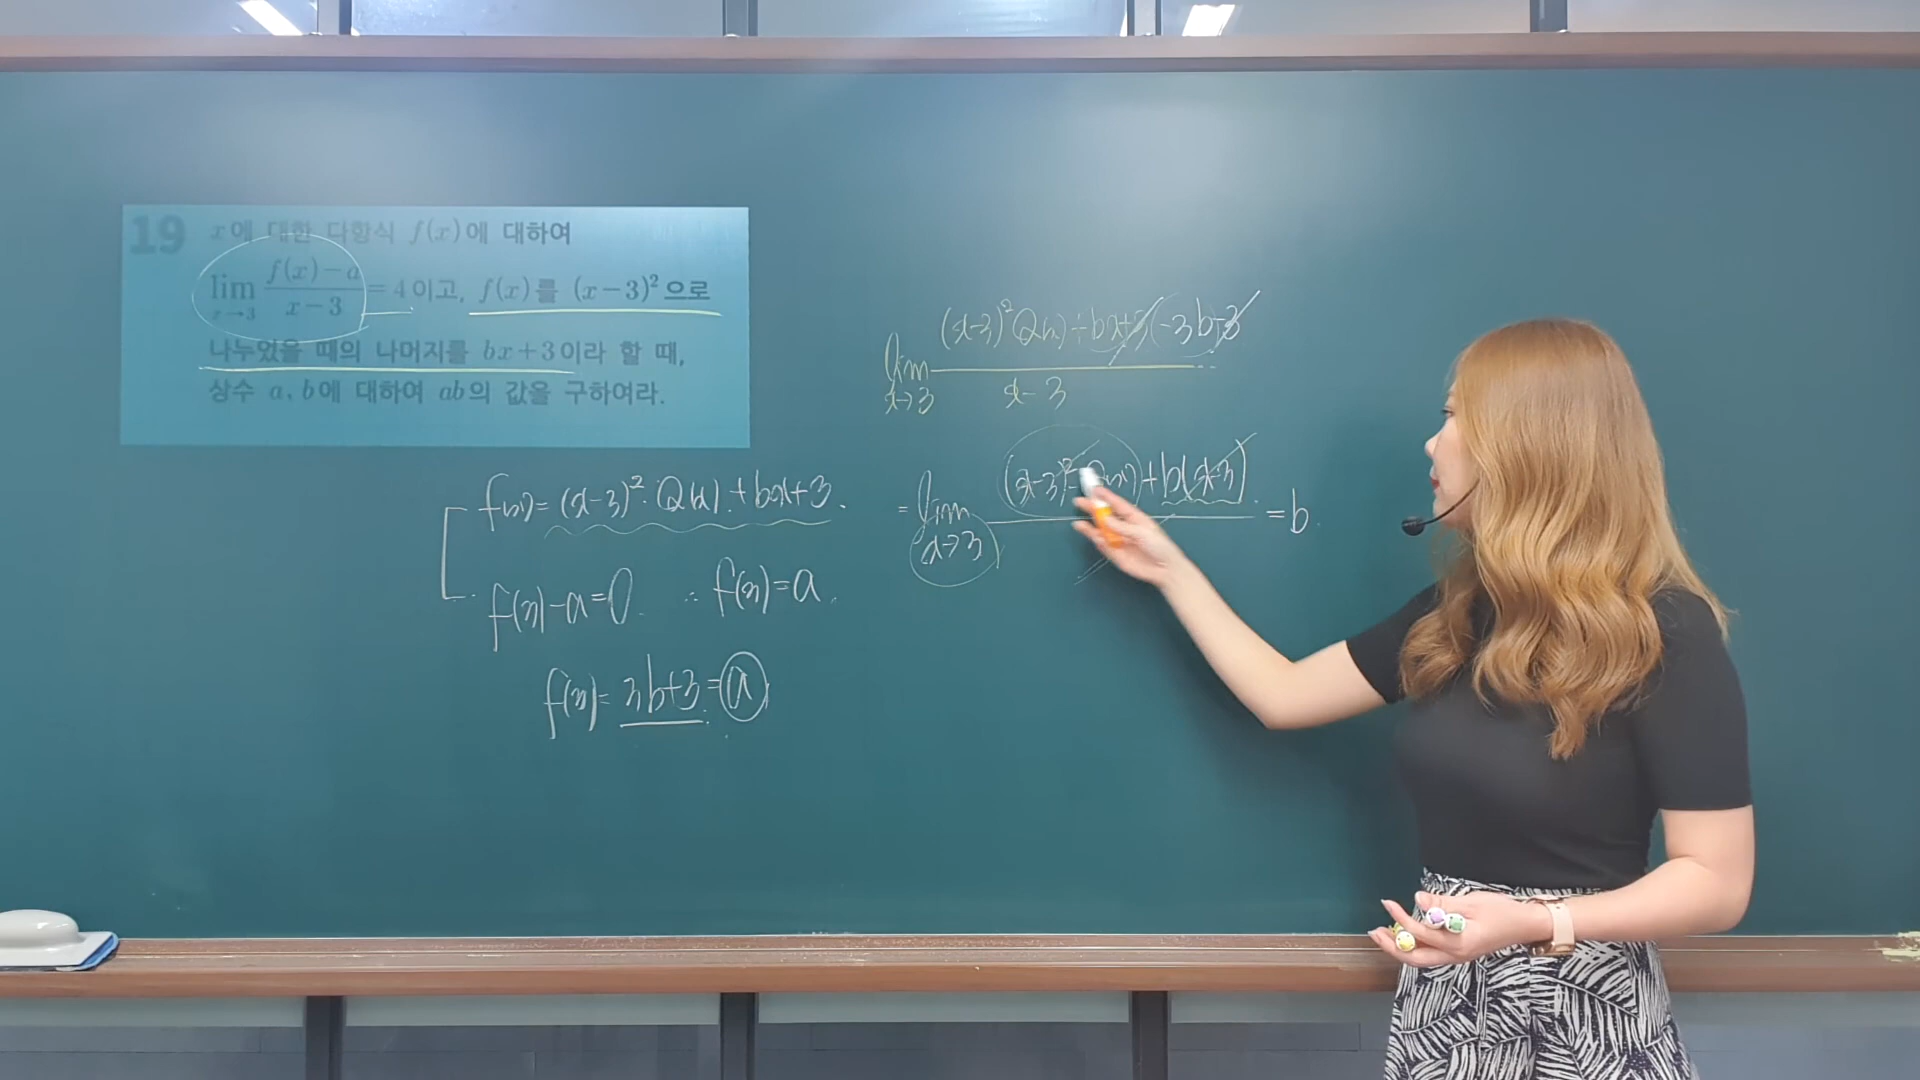 19 x에 대한 다항식 f(x)에 대하여
lim x→3 (f(x)-a)/(x-3) = 4이고, f(x)를 (x-3)²으로
나누었을 때의 나머지를 bx+3이라 할 때,
상수 a, b에 대하여 ab의 값을 구하여라.
f(x)=(x-3)²·Q(x)+bx+3
f(3)-a=0 ∴ f(3)=a
f(3)=3b+3=a
lim x→3 ((x-3)²Q(x)+bx+3(-3b-3))/(x-3)
=lim x→3 (x-3)²Q(x)+b(x-3) =b